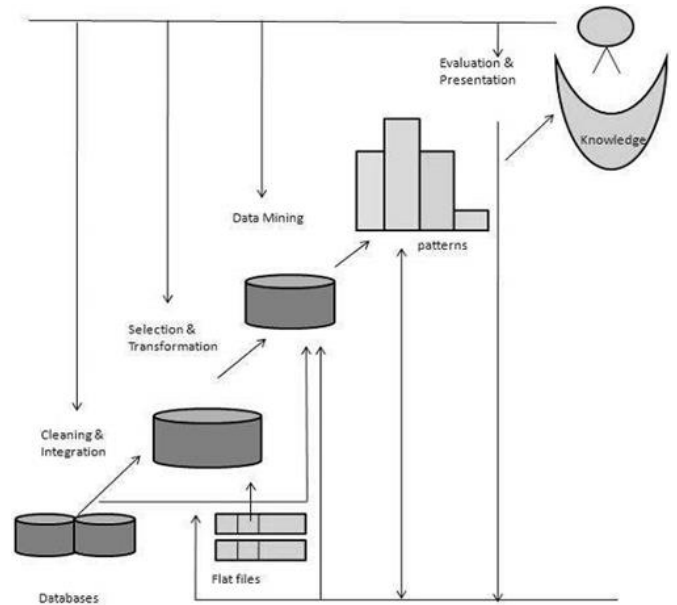 Evaluation &
Presentation
Knowledge
Data Mining
patterns
Selection &
Transformation
Cleaning &
Integration
Flat files
Databases